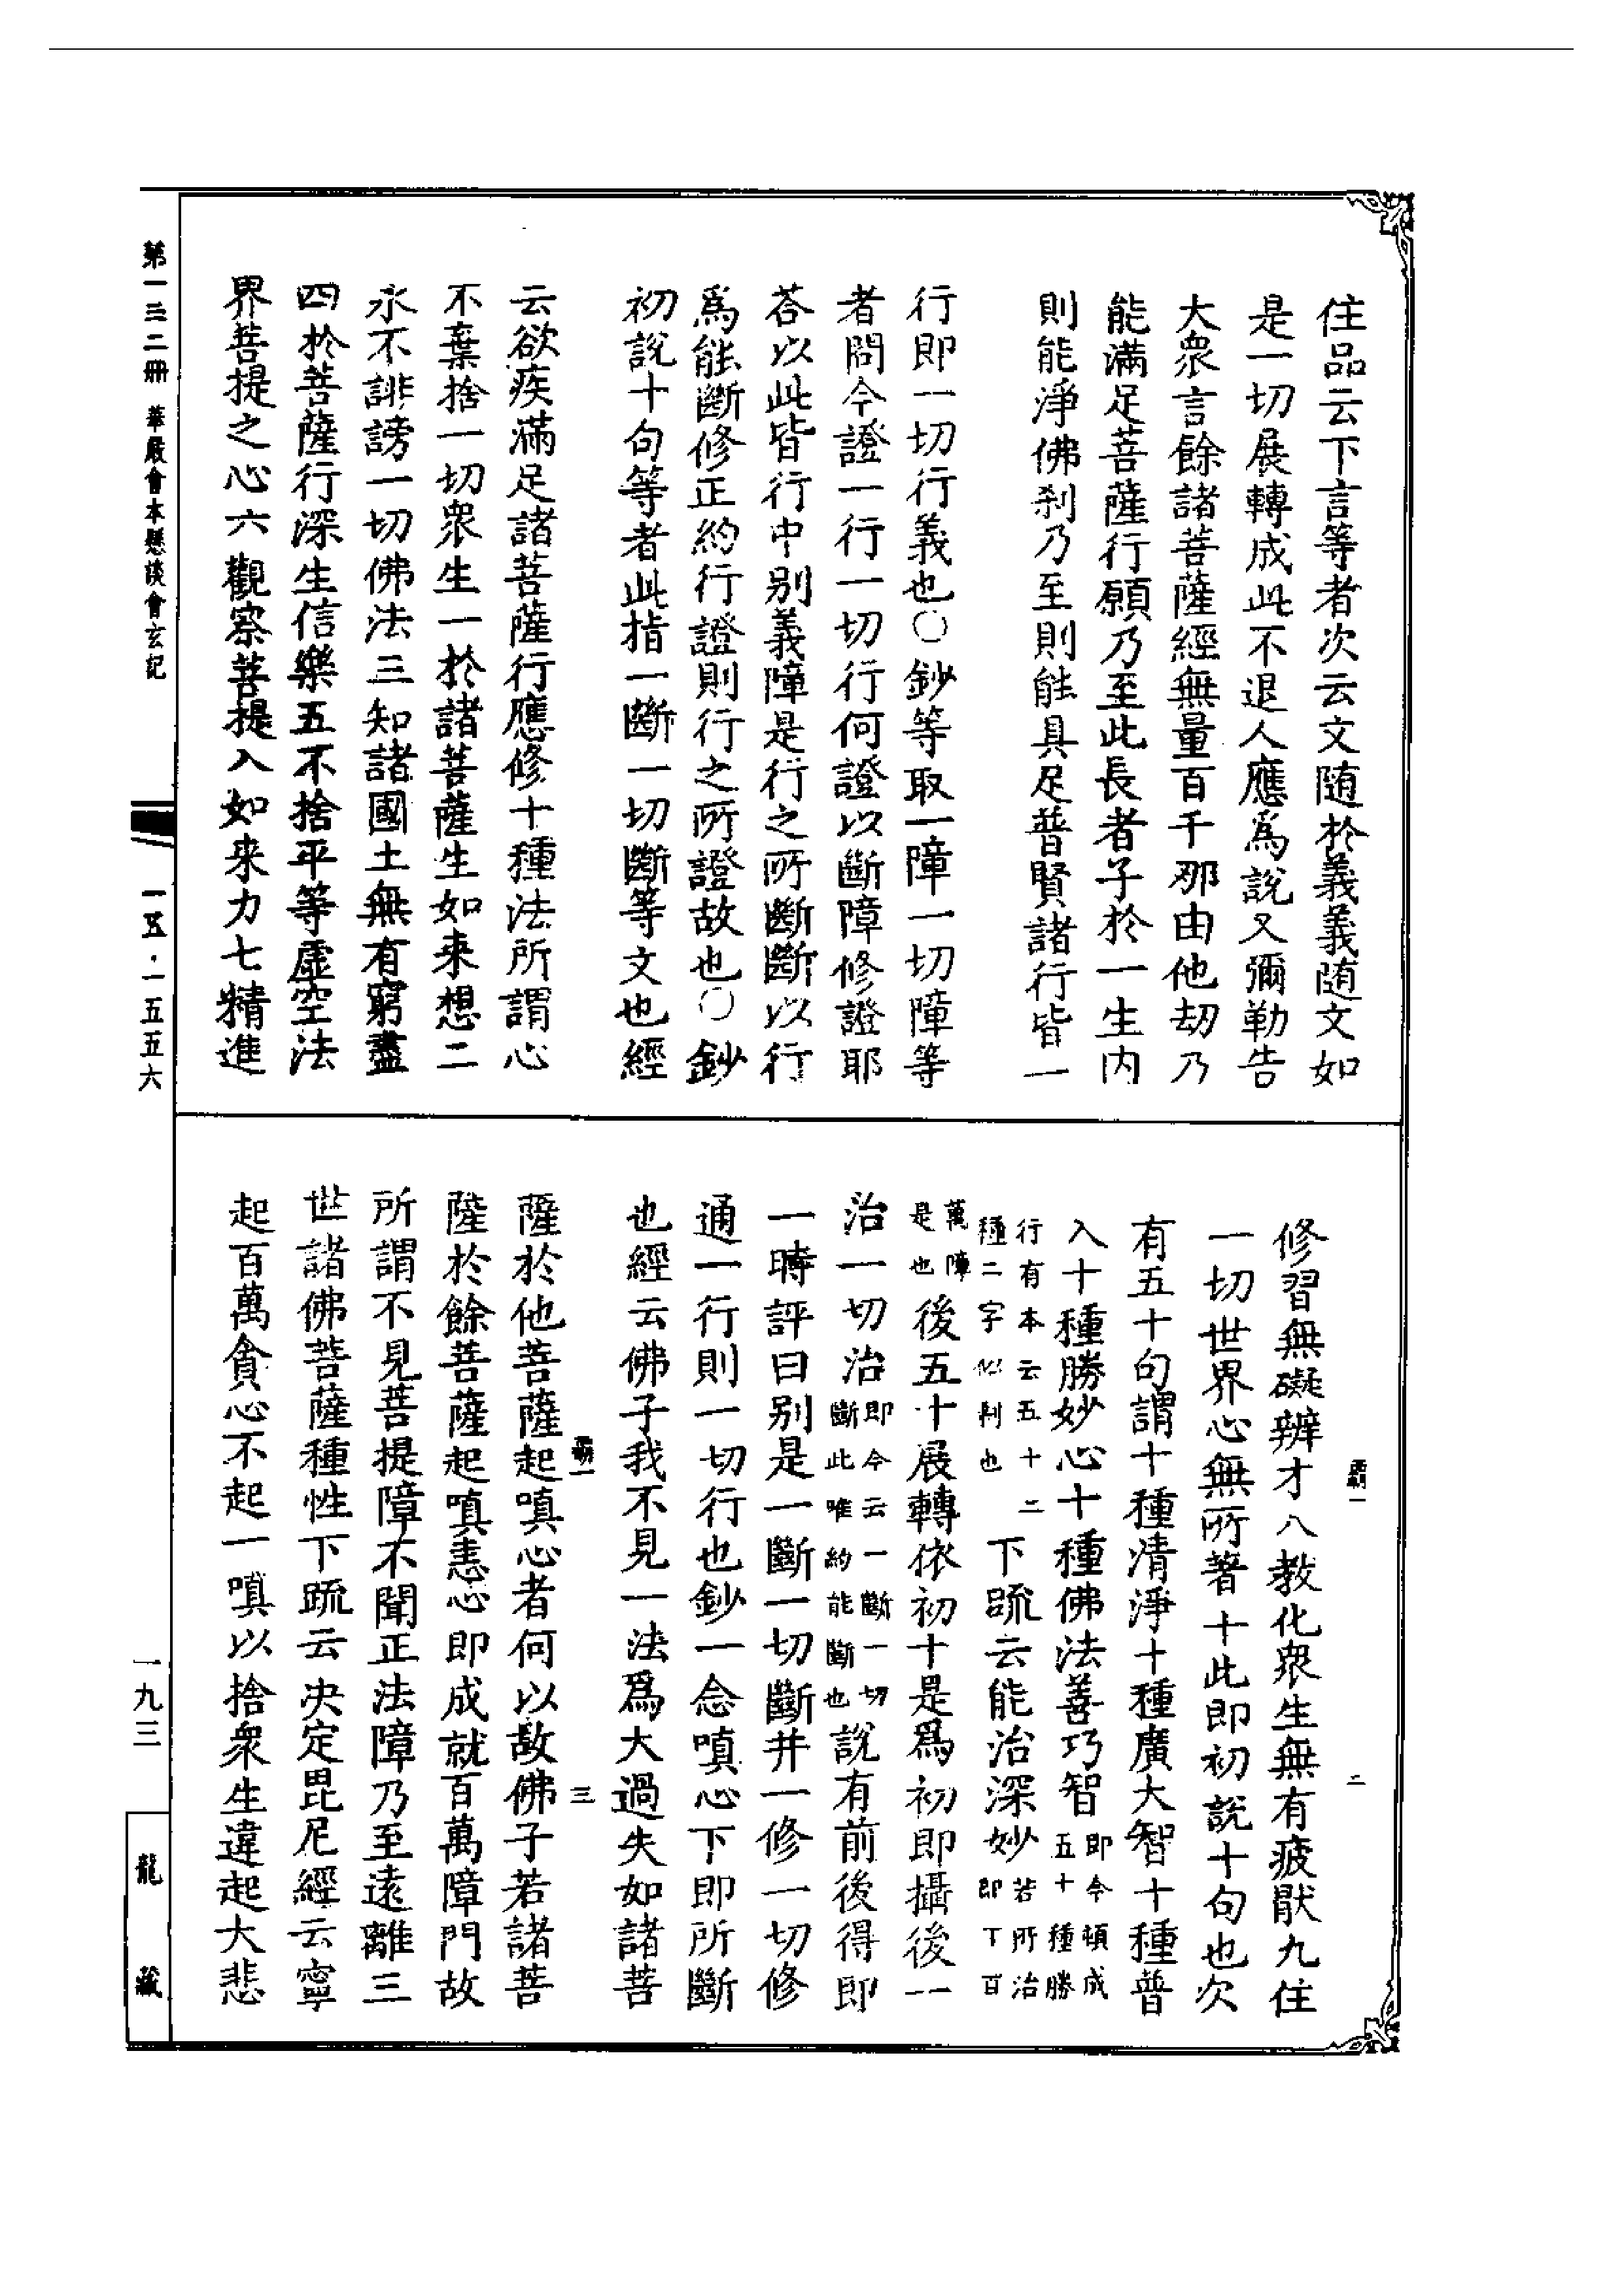 住品云下言等者次云文随於義義随文如
是一切展轉成此不退人應爲說又彌勒告
大衆言餘諸菩薩經無量百千那由他劫乃
能滿足菩薩行願乃至此長者子於一生内
則能淨佛刹乃至則能具足普賢諸行皆一
行即一切行義也○鈔等取一障一切障等
者問今證一行一切行何證以斷障修證耶
荅以此皆行中别義障是行之所斷斷以行
爲能斷修正約行證則行之所證故也○鈔
初說十句等者此指一斷一切斷等文也經
云欲疾滿足諸菩薩行應修十種法所謂心
不棄捨一切衆生一於諸菩薩生如来想二
永不誹謗一切佛法三知諸國土無有窮盡
四於菩薩行深生信樂五不捨平等虛空法
界菩提之心六觀察菩提入如来力七精進
修習無礙辨才八教化衆生無有疲厭九住
一切世界心無所著十此即初說十句也次
有五十句謂十種清淨十種廣大智十種普
入十種勝妙心十種佛法善巧智即今頓成五十種勝
行有本云五十二種二字似剩也下疏云能治深妙若所治即下百
萬障是也後五十展轉依初十是爲初即攝後一
治一切治即今云一斷一切斷此唯約能斷也說有前後得即
一時評曰别是一斷一切斷并一修一切修
通一行則一切行也鈔一念嗔心下即所斷
也經云佛子我不見一法爲大過失如諸菩
薩於他菩薩起嗔心者何以故佛子若諸菩
薩於餘菩薩起嗔恚心即成就百萬障門故
所謂不見菩提障不聞正法障乃至遠離三
世諸佛菩薩種性下疏云决定毘尼經云寧
起百萬貪心不起一嗔以捨衆生違起大悲
霸一
二
霸一
三
第一三二冊 華嚴會本懸談會玄記
一五·一五五六
一九三
龍藏